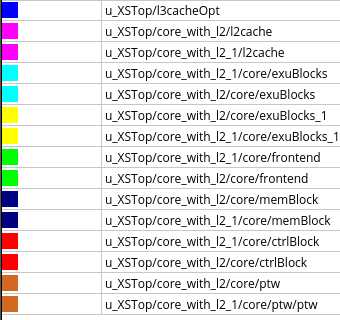 u_XSTop/l3cacheOpt
u_XSTop/core_with_l2/l2cache
u_XSTop/core_with_l2_1/l2cache
u_XSTop/core_with_l2_1/core/exuBlocks
u_XSTop/core_with_l2/core/exuBlocks
u_XSTop/core_with_l2/core/exuBlocks_1
u_XSTop/core_with_l2_1/core/exuBlocks_1
u_XSTop/core_with_l2_1/core/frontend
u_XSTop/core_with_l2/core/frontend
u_XSTop/core_with_l2/core/memBlock
u_XSTop/core_with_l2_1/core/memBlock
u_XSTop/core_with_l2_1/core/ctrlBlock
u_XSTop/core_with_l2/core/ctrlBlock
u_XSTop/core_with_l2/core/ptw
u_XSTop/core_with_l2_1/core/ptw/ptw